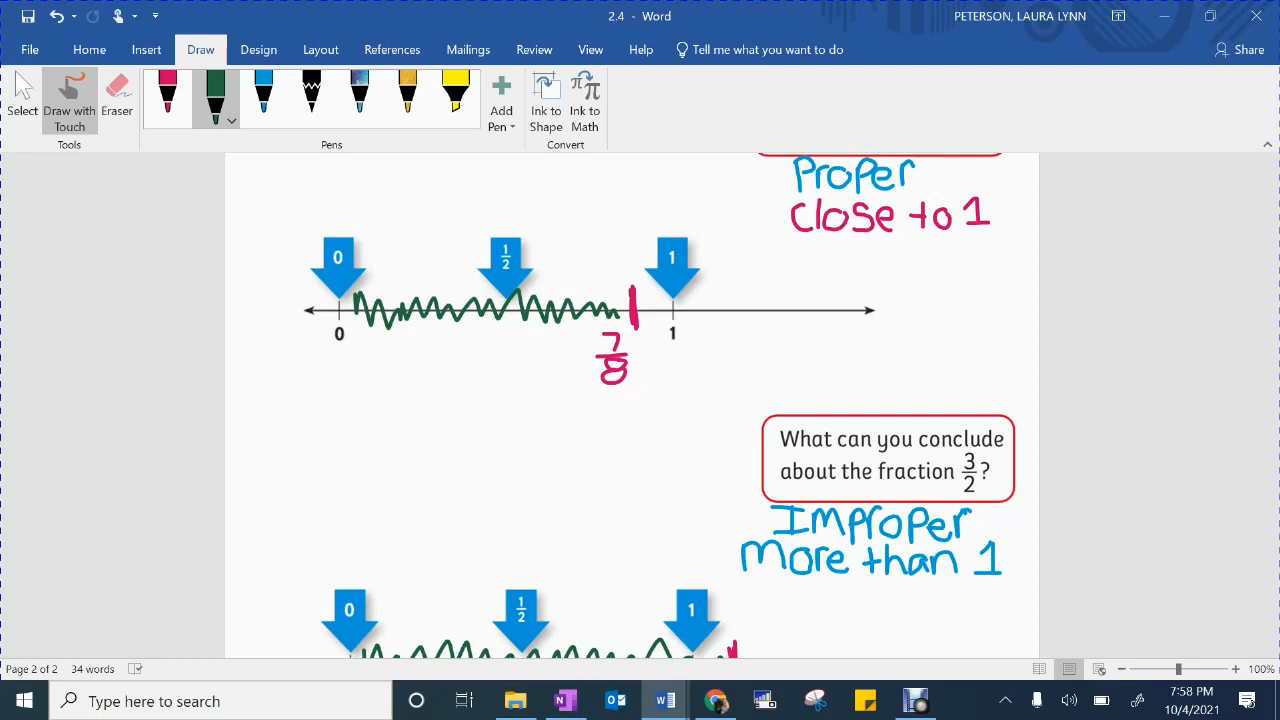 2.4 - Word
PETERSON, LAURA LYNN
File Home Insert Draw Design Layout References Mailings Review View Help Tell me what you want to do Share
Select Draw with Touch Eraser Add Pen Ink to Shape Ink to Math
Tools Pens Convert
Proper
Close to 1
0 1/2 1
0 1
7/8
What can you conclude
about the fraction 3/2?
Improper
More than 1
0 1/2 1
Page 2 of 2 34 words 100%
Type here to search
7:58 PM
10/4/2021